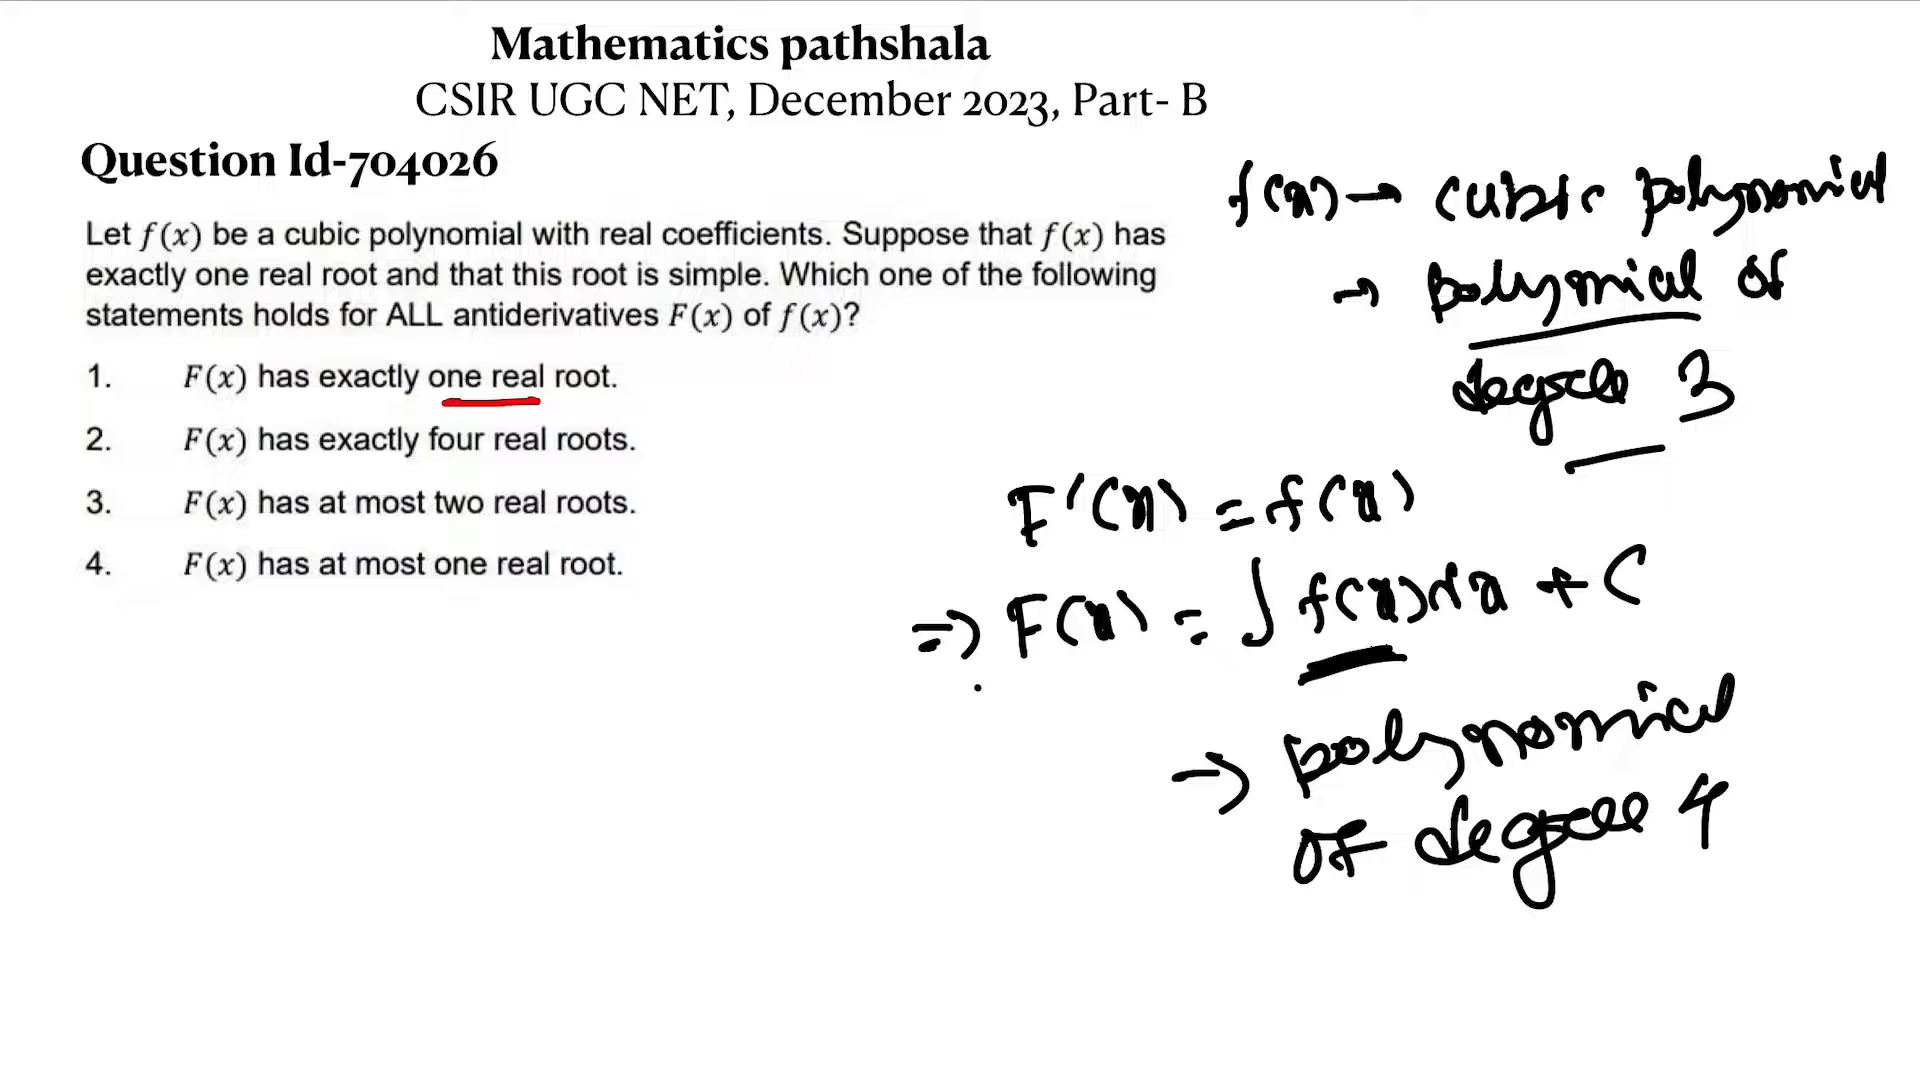 Mathematics pathshala
CSIR UGC NET, December 2023, Part- B
Question Id-704026
Let f(x) be a cubic polynomial with real coefficients. Suppose that f(x) has
exactly one real root and that this root is simple. Which one of the following
statements holds for ALL antiderivatives F(x) of f(x)?
1. F(x) has exactly one real root.
2. F(x) has exactly four real roots.
3. F(x) has at most two real roots.
4. F(x) has at most one real root.
f(x) → cubic polynomial
→ polymial of
degree 3
F'(x) = f(x)
⇒ F(x) = ∫ f(x)dx + C
→ polynomial
of degree 4